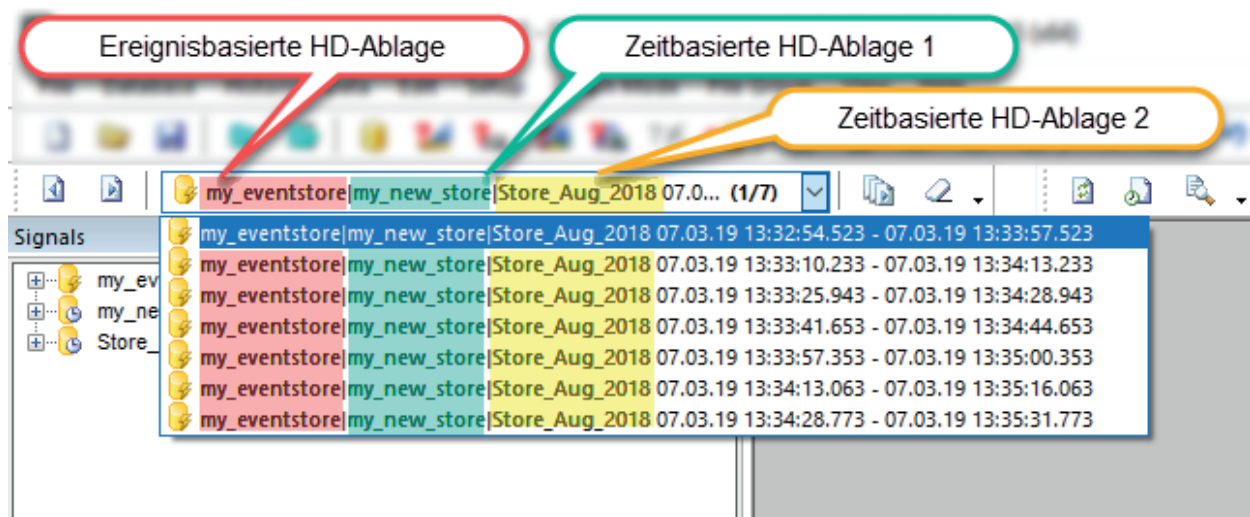 Ereignisbasierte HD-Ablage
Zeitbasierte HD-Ablage 1
Zeitbasierte HD-Ablage 2
my_eventstore|my_new_store|Store_Aug_2018 07.0... (1/7)
Signals
my_eventstore|my_new_store|Store_Aug_2018 07.03.19 13:32:54.523 - 07.03.19 13:33:57.523
my_eventstore|my_new_store|Store_Aug_2018 07.03.19 13:33:10.233 - 07.03.19 13:34:13.233
my_eventstore|my_new_store|Store_Aug_2018 07.03.19 13:33:25.943 - 07.03.19 13:34:28.943
my_eventstore|my_new_store|Store_Aug_2018 07.03.19 13:33:41.653 - 07.03.19 13:34:44.653
my_eventstore|my_new_store|Store_Aug_2018 07.03.19 13:33:57.353 - 07.03.19 13:35:00.353
my_eventstore|my_new_store|Store_Aug_2018 07.03.19 13:34:13.063 - 07.03.19 13:35:16.063
my_eventstore|my_new_store|Store_Aug_2018 07.03.19 13:34:28.773 - 07.03.19 13:35:31.773
my_ev
my_ne
Store_